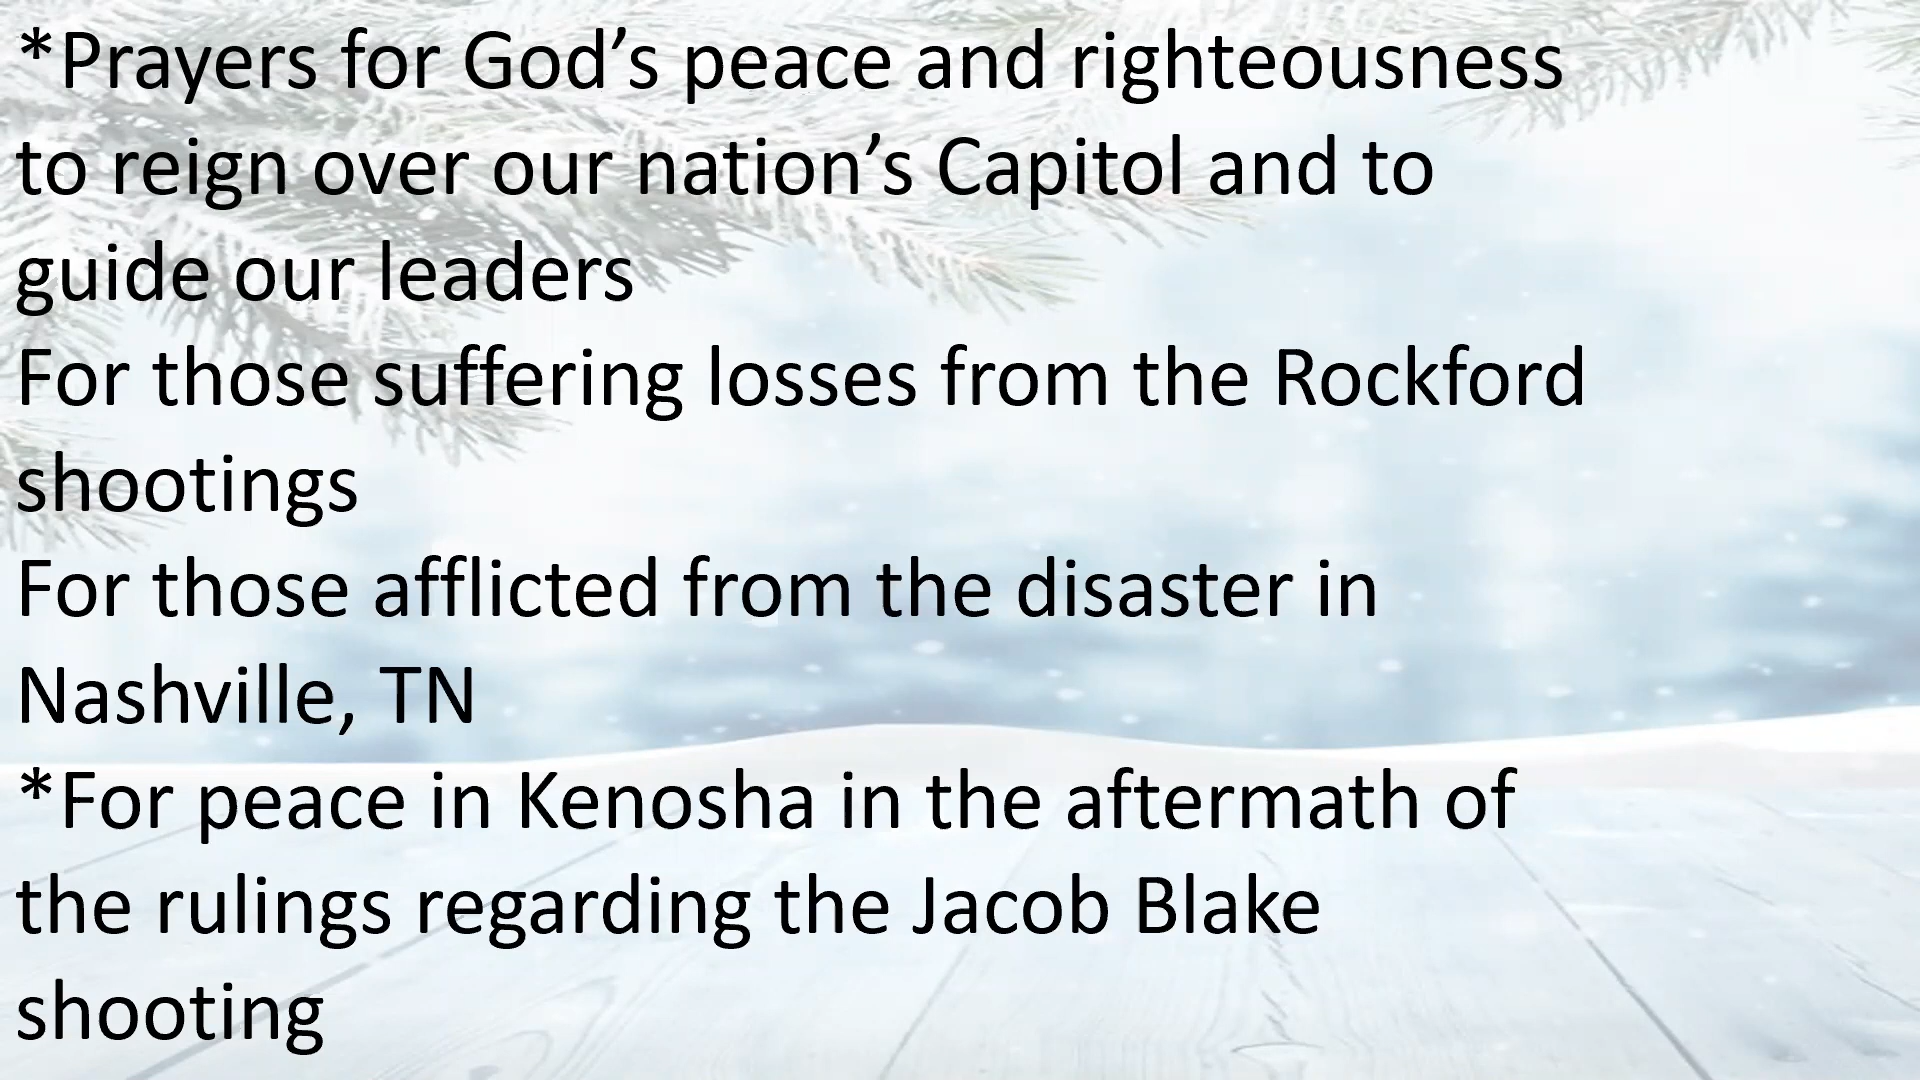 *Prayers for God’s peace and righteousness
to reign over our nation’s Capitol and to
guide our leaders
For those suffering losses from the Rockford
shootings
For those afflicted from the disaster in
Nashville, TN
*For peace in Kenosha in the aftermath of
the rulings regarding the Jacob Blake
shooting